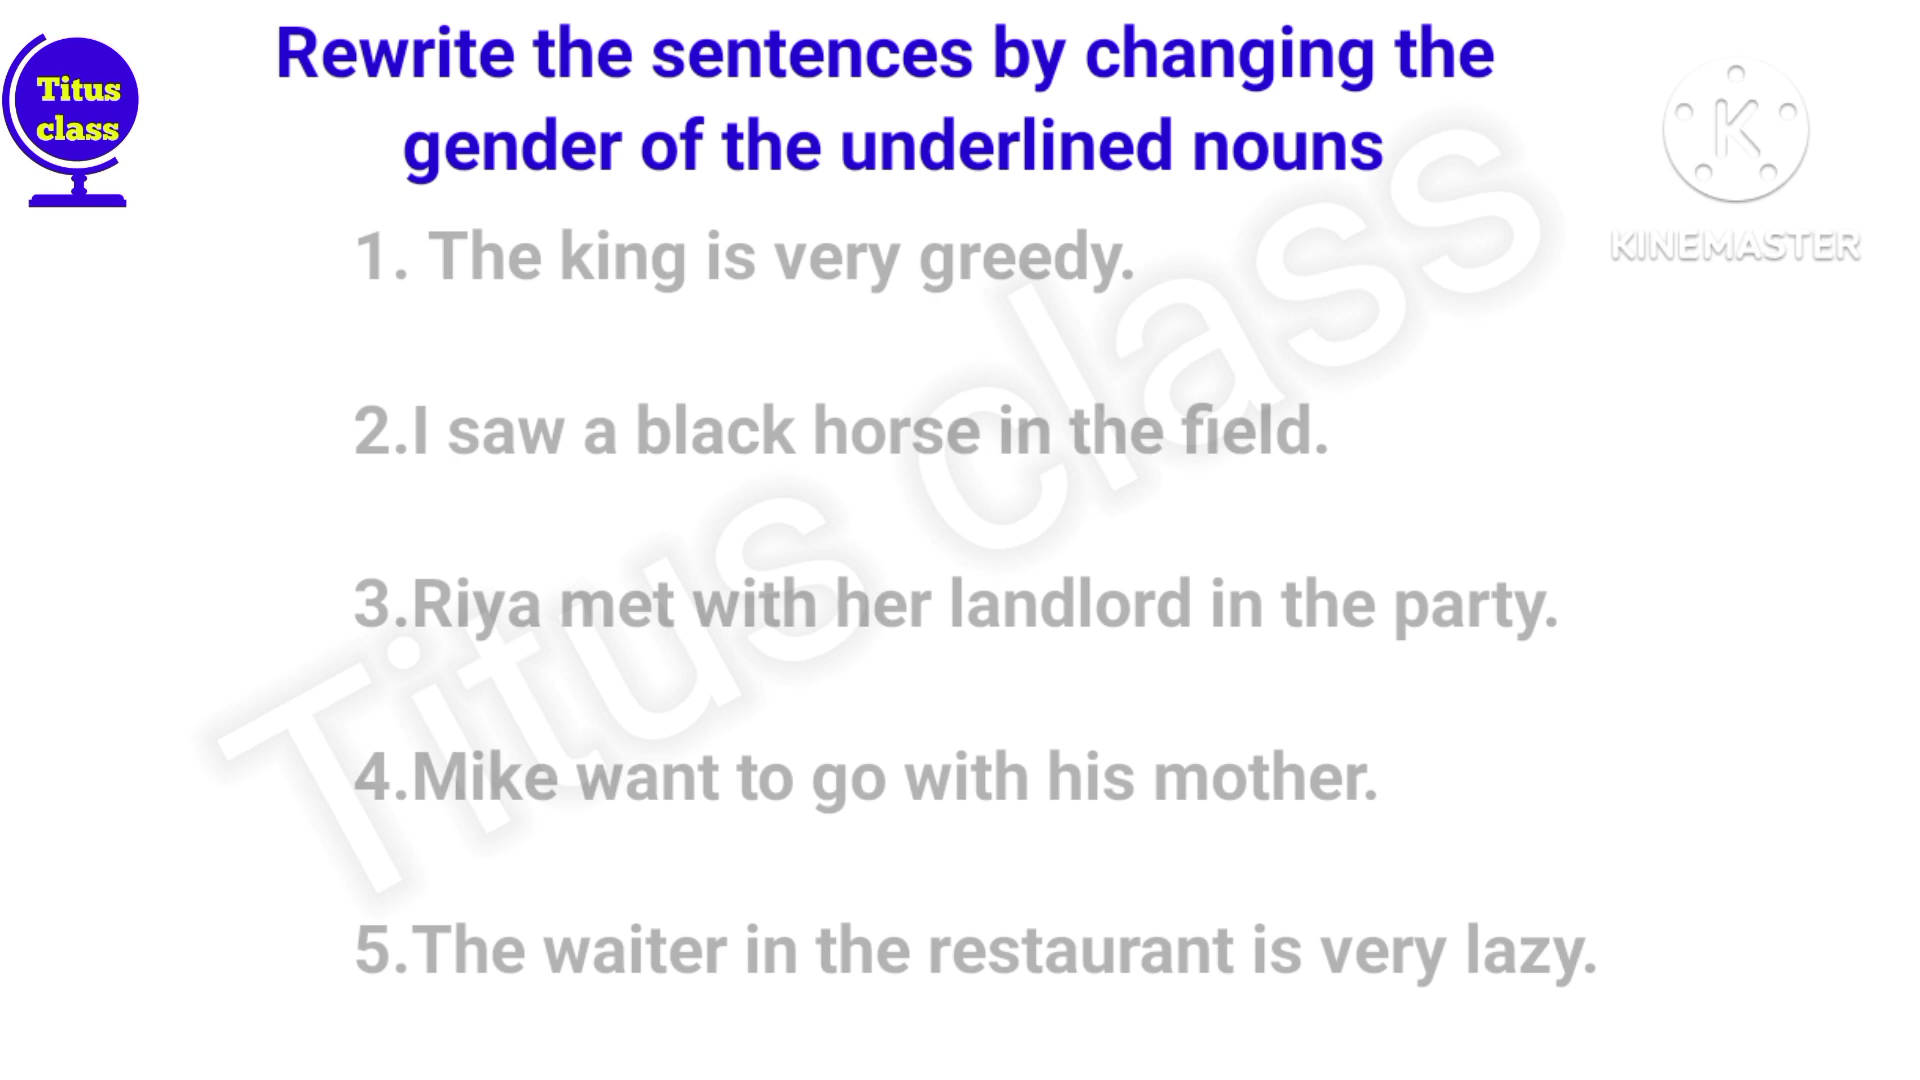 Titus
class
Rewrite the sentences by changing the
gender of the underlined nouns
K
KINEMASTER
1. The king is very greedy.
2.I saw a black horse in the field.
3.Riya met with her landlord in the party.
4.Mike want to go with his mother.
5.The waiter in the restaurant is very lazy.
Titus class